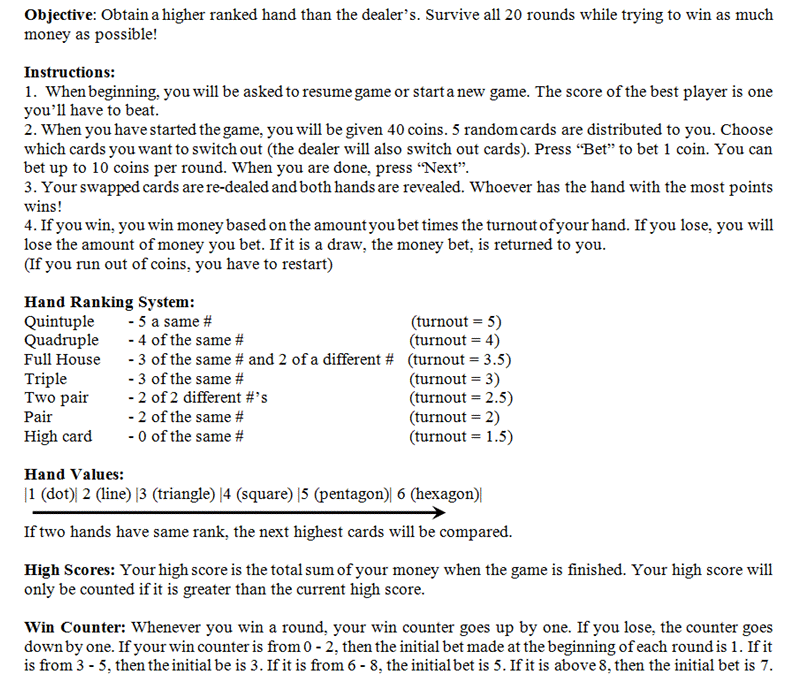 Objective: Obtain a higher ranked hand than the dealer's. Survive all 20 rounds while trying to win as much
money as possible!
Instructions:
1. When beginning, you will be asked to resume game or start a new game. The score of the best player is one
you'll have to beat.
2. When you have started the game, you will be given 40 coins. 5 random cards are distributed to you. Choose
which cards you want to switch out (the dealer will also switch out cards). Press “Bet” to bet 1 coin. You can
bet up to 10 coins per round. When you are done, press “Next”.
3. Your swapped cards are re-dealed and both hands are revealed. Whoever has the hand with the most points
wins!
4. If you win, you win money based on the amount you bet times the turnout of your hand. If you lose, you will
lose the amount of money you bet. If it is a draw, the money bet, is returned to you.
(If you run out of coins, you have to restart)
Hand Ranking System:
Quintuple - 5 a same # (turnout = 5)
Quadruple - 4 of the same # (turnout = 4)
Full House - 3 of the same # and 2 of a different # (turnout = 3.5)
Triple - 3 of the same # (turnout = 3)
Two pair - 2 of 2 different #'s (turnout = 2.5)
Pair - 2 of the same # (turnout = 2)
High card - 0 of the same # (turnout = 1.5)
Hand Values:
|1 (dot)| 2 (line) |3 (triangle) |4 (square) |5 (pentagon)| 6 (hexagon)|
If two hands have same rank, the next highest cards will be compared.
High Scores: Your high score is the total sum of your money when the game is finished. Your high score will
only be counted if it is greater than the current high score.
Win Counter: Whenever you win a round, your win counter goes up by one. If you lose, the counter goes
down by one. If your win counter is from 0 - 2, then the initial bet made at the beginning of each round is 1. If it
is from 3 - 5, then the initial be is 3. If it is from 6 - 8, the initial bet is 5. If it is above 8, then the initial bet is 7.